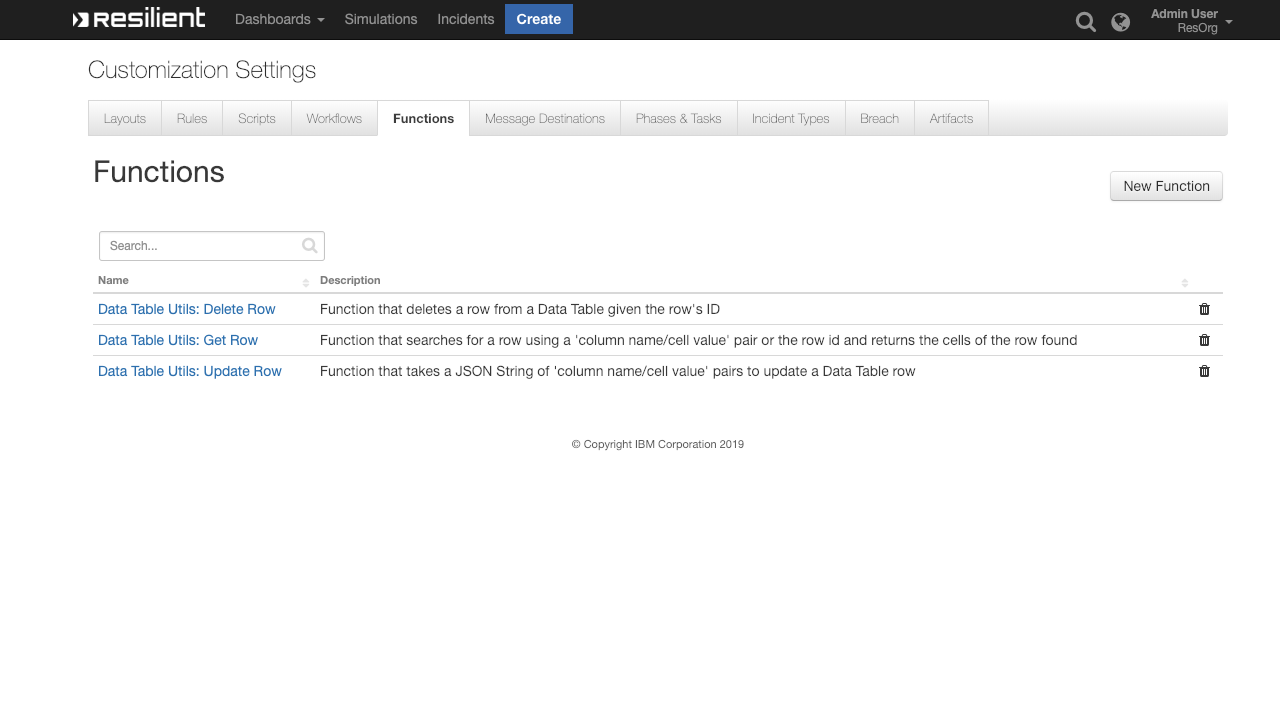 resilient Dashboards Simulations Incidents Create Admin User
ResOrg
Customization Settings
Layouts Rules Scripts Workflows Functions Message Destinations Phases & Tasks Incident Types Breach Artifacts
Functions
New Function
Search...
Name Description
Data Table Utils: Delete Row Function that deletes a row from a Data Table given the row's ID
Data Table Utils: Get Row Function that searches for a row using a 'column name/cell value' pair or the row id and returns the cells of the row found
Data Table Utils: Update Row Function that takes a JSON String of 'column name/cell value' pairs to update a Data Table row
© Copyright IBM Corporation 2019